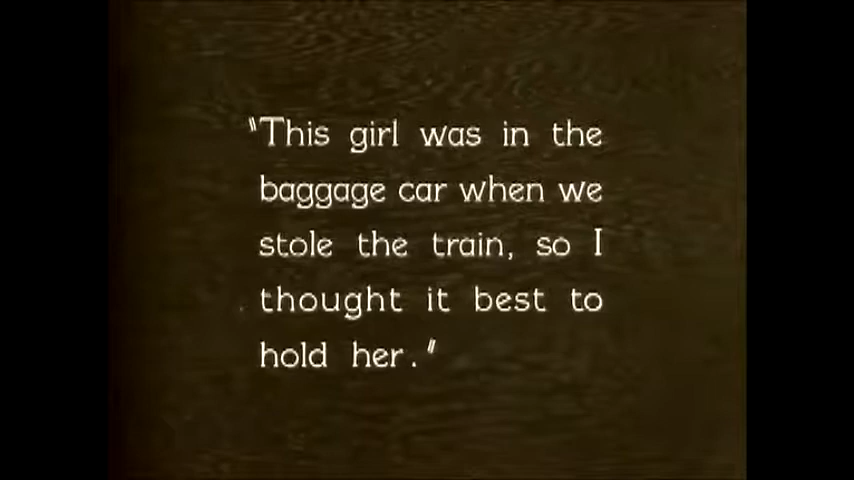 "This girl was in the
baggage car when we
stole the train, so I
thought it best to
hold her."